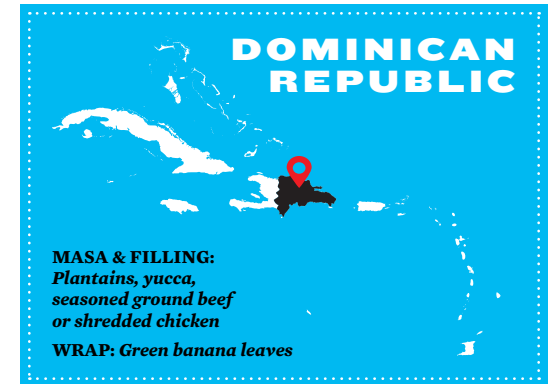 DOMINICAN
REPUBLIC
MASA & FILLING:
Plantains, yucca,
seasoned ground beef
or shredded chicken
WRAP: Green banana leaves